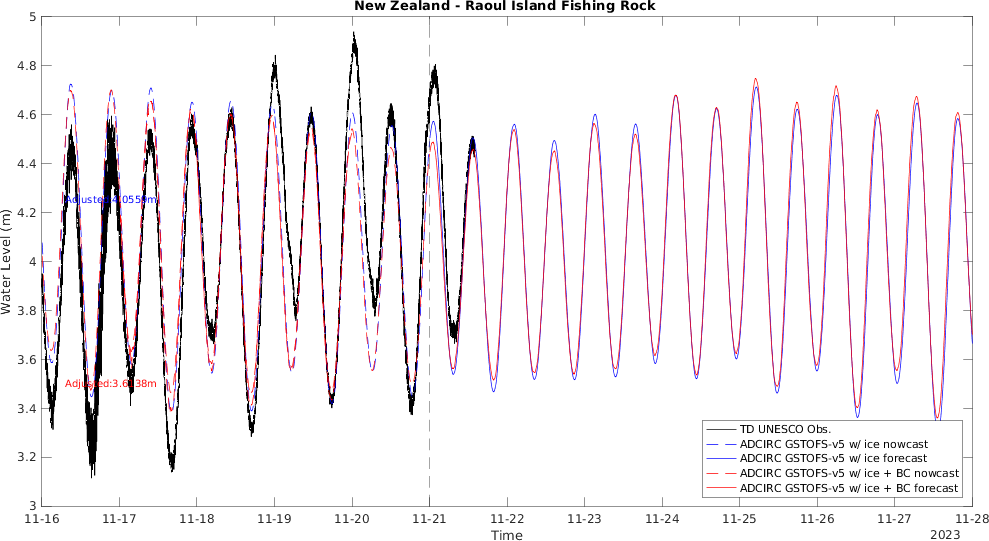 New Zealand - Raoul Island Fishing Rock
Water Level (m)
5
4.8
4.6
4.4
4.2
4
3.8
3.6
3.4
3.2
3
TD UNESCO Obs.
ADCIRC GSTOFS-v5 w/ ice nowcast
ADCIRC GSTOFS-v5 w/ ice forecast
ADCIRC GSTOFS-v5 w/ ice + BC nowcast
ADCIRC GSTOFS-v5 w/ ice + BC forecast
11-16 11-17 11-18 11-19 11-20 11-21 11-22 11-23 11-24 11-25 11-26 11-27 11-28
Time
2023